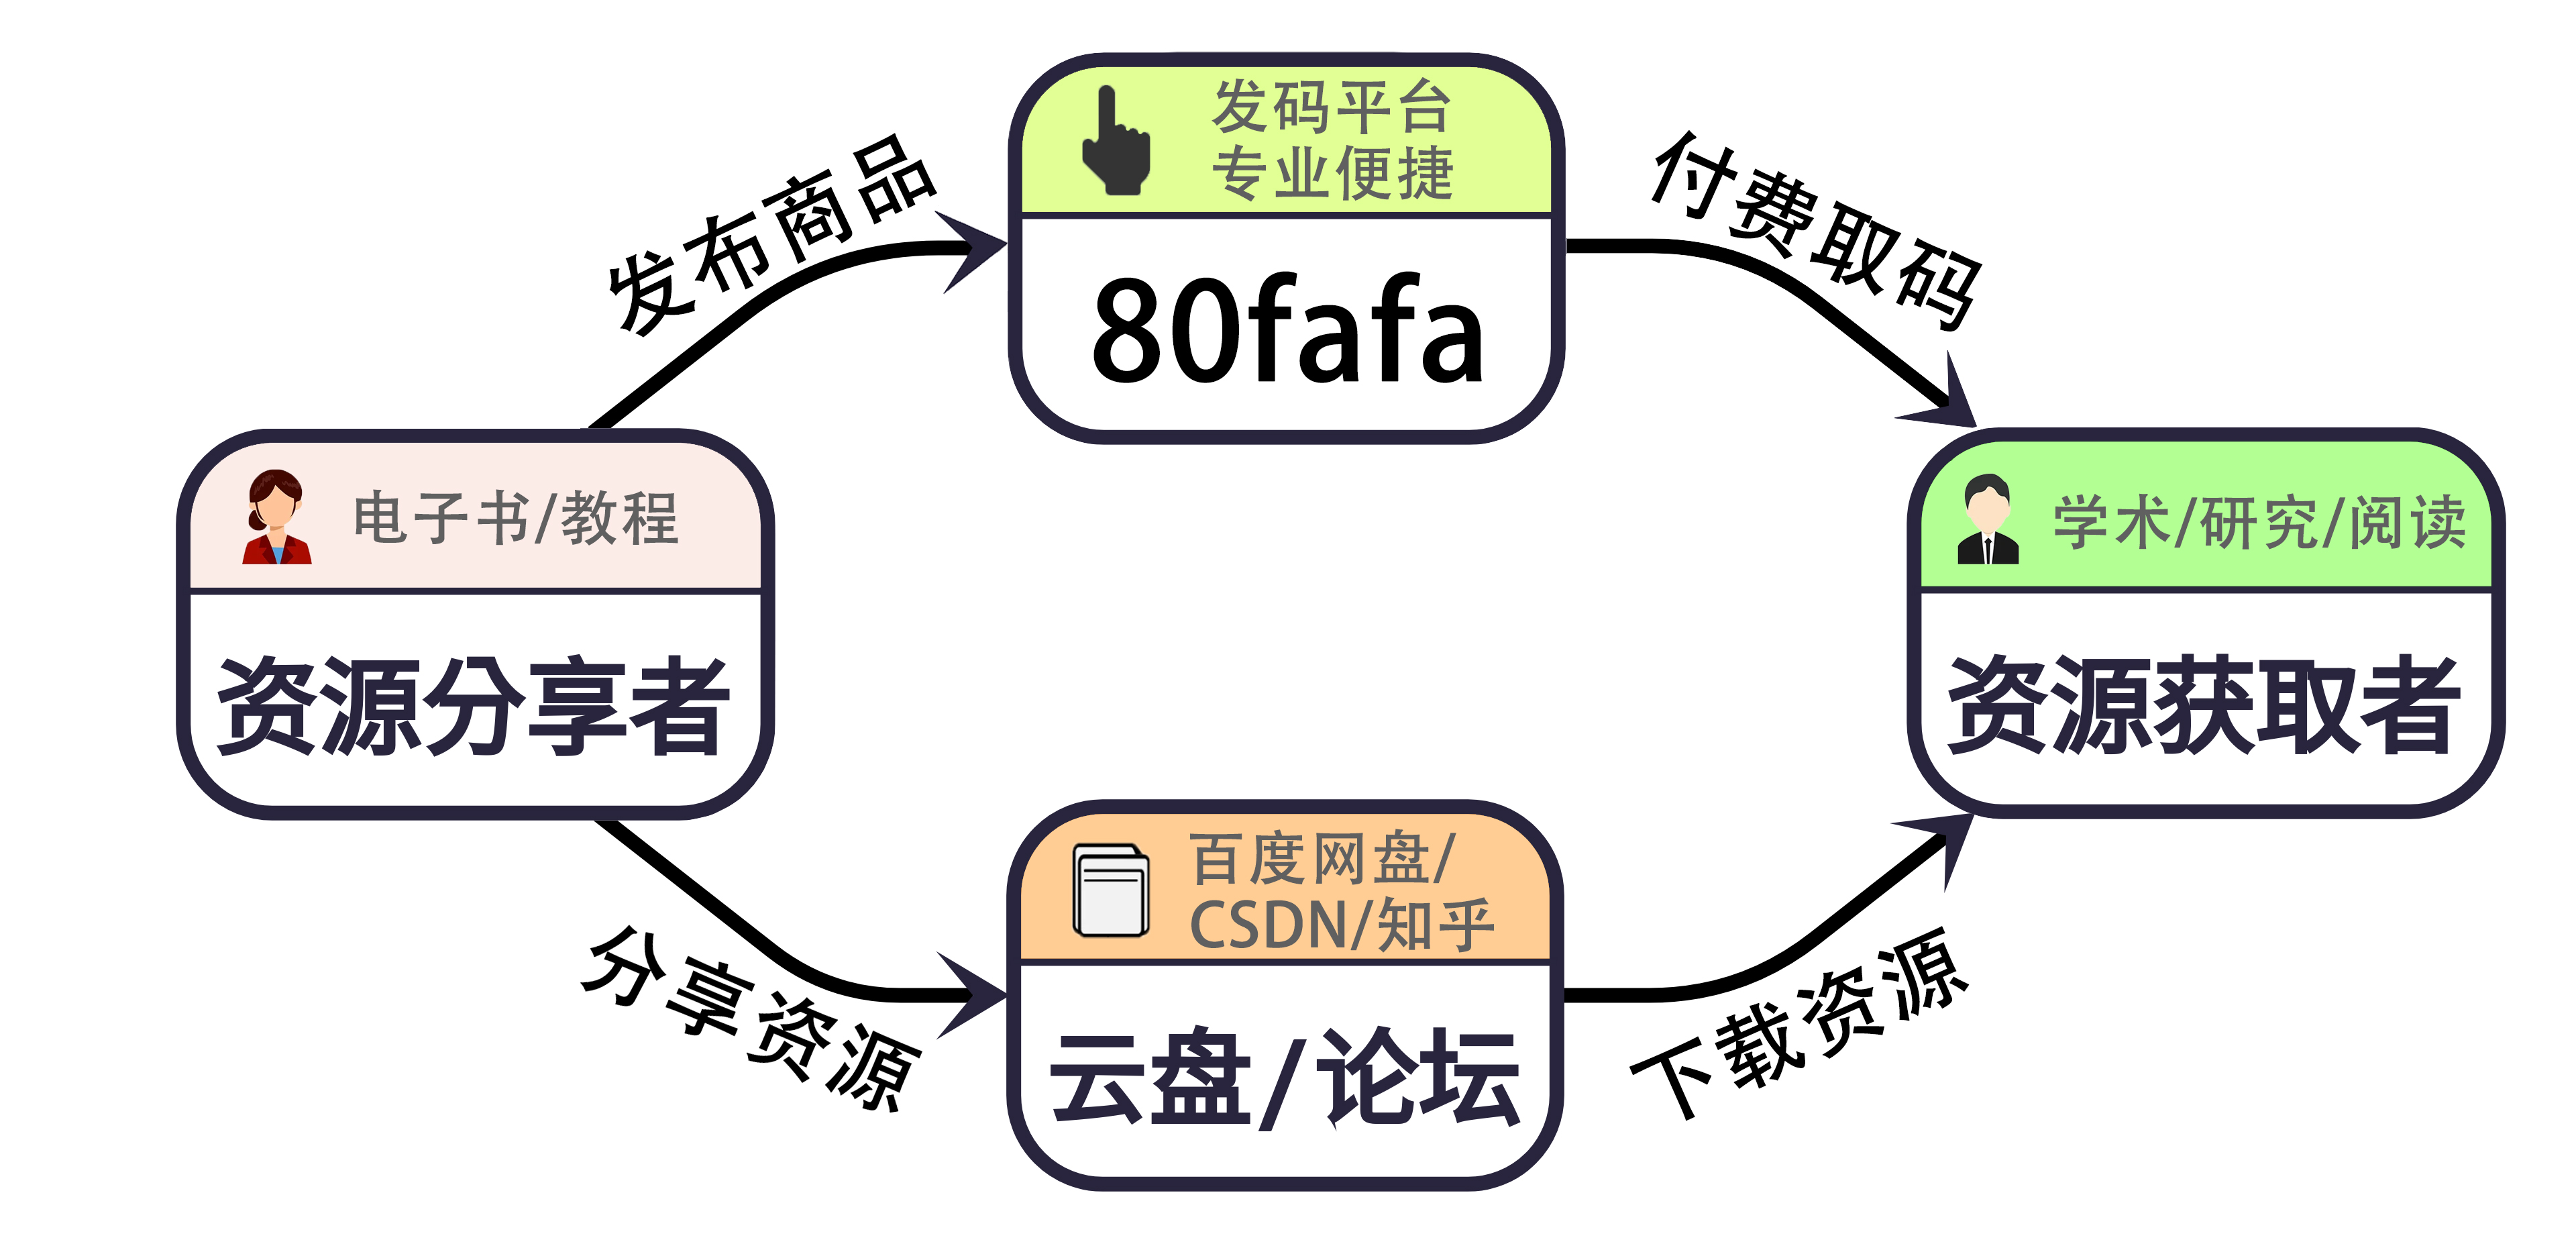 发码平台
专业便捷
80fafa
发布商品
付费取码
电子书/教程
资源分享者
学术/研究/阅读
资源获取者
百度网盘/
CSDN/知乎
云盘/论坛
分享资源
下载资源